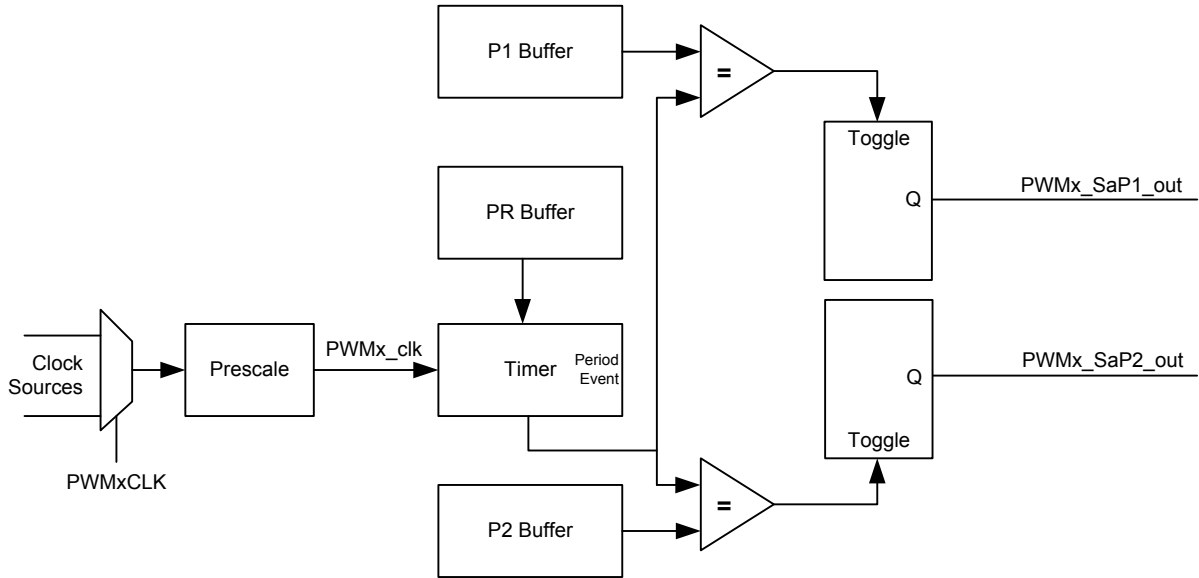 P1 Buffer
=
Toggle
Q
PWMx_SaP1_out
PR Buffer
Clock
Sources
PWMxCLK
Prescale
PWMx_clk
Timer
Period
Event
PWMx_SaP2_out
Q
Toggle
P2 Buffer
=